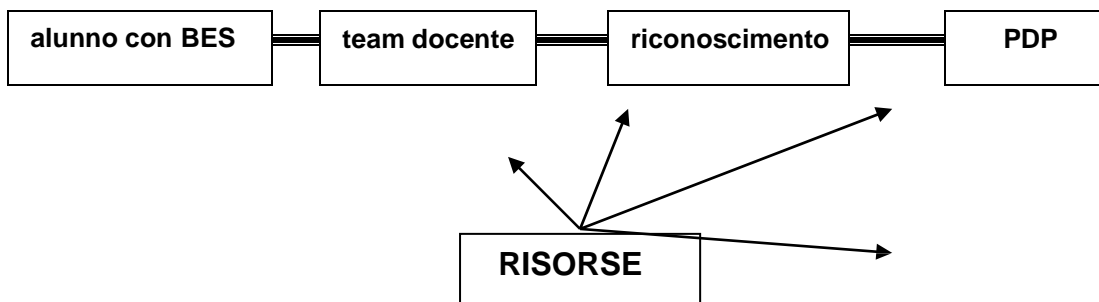 alunno con BES
team docente
riconoscimento
PDP
RISORSE